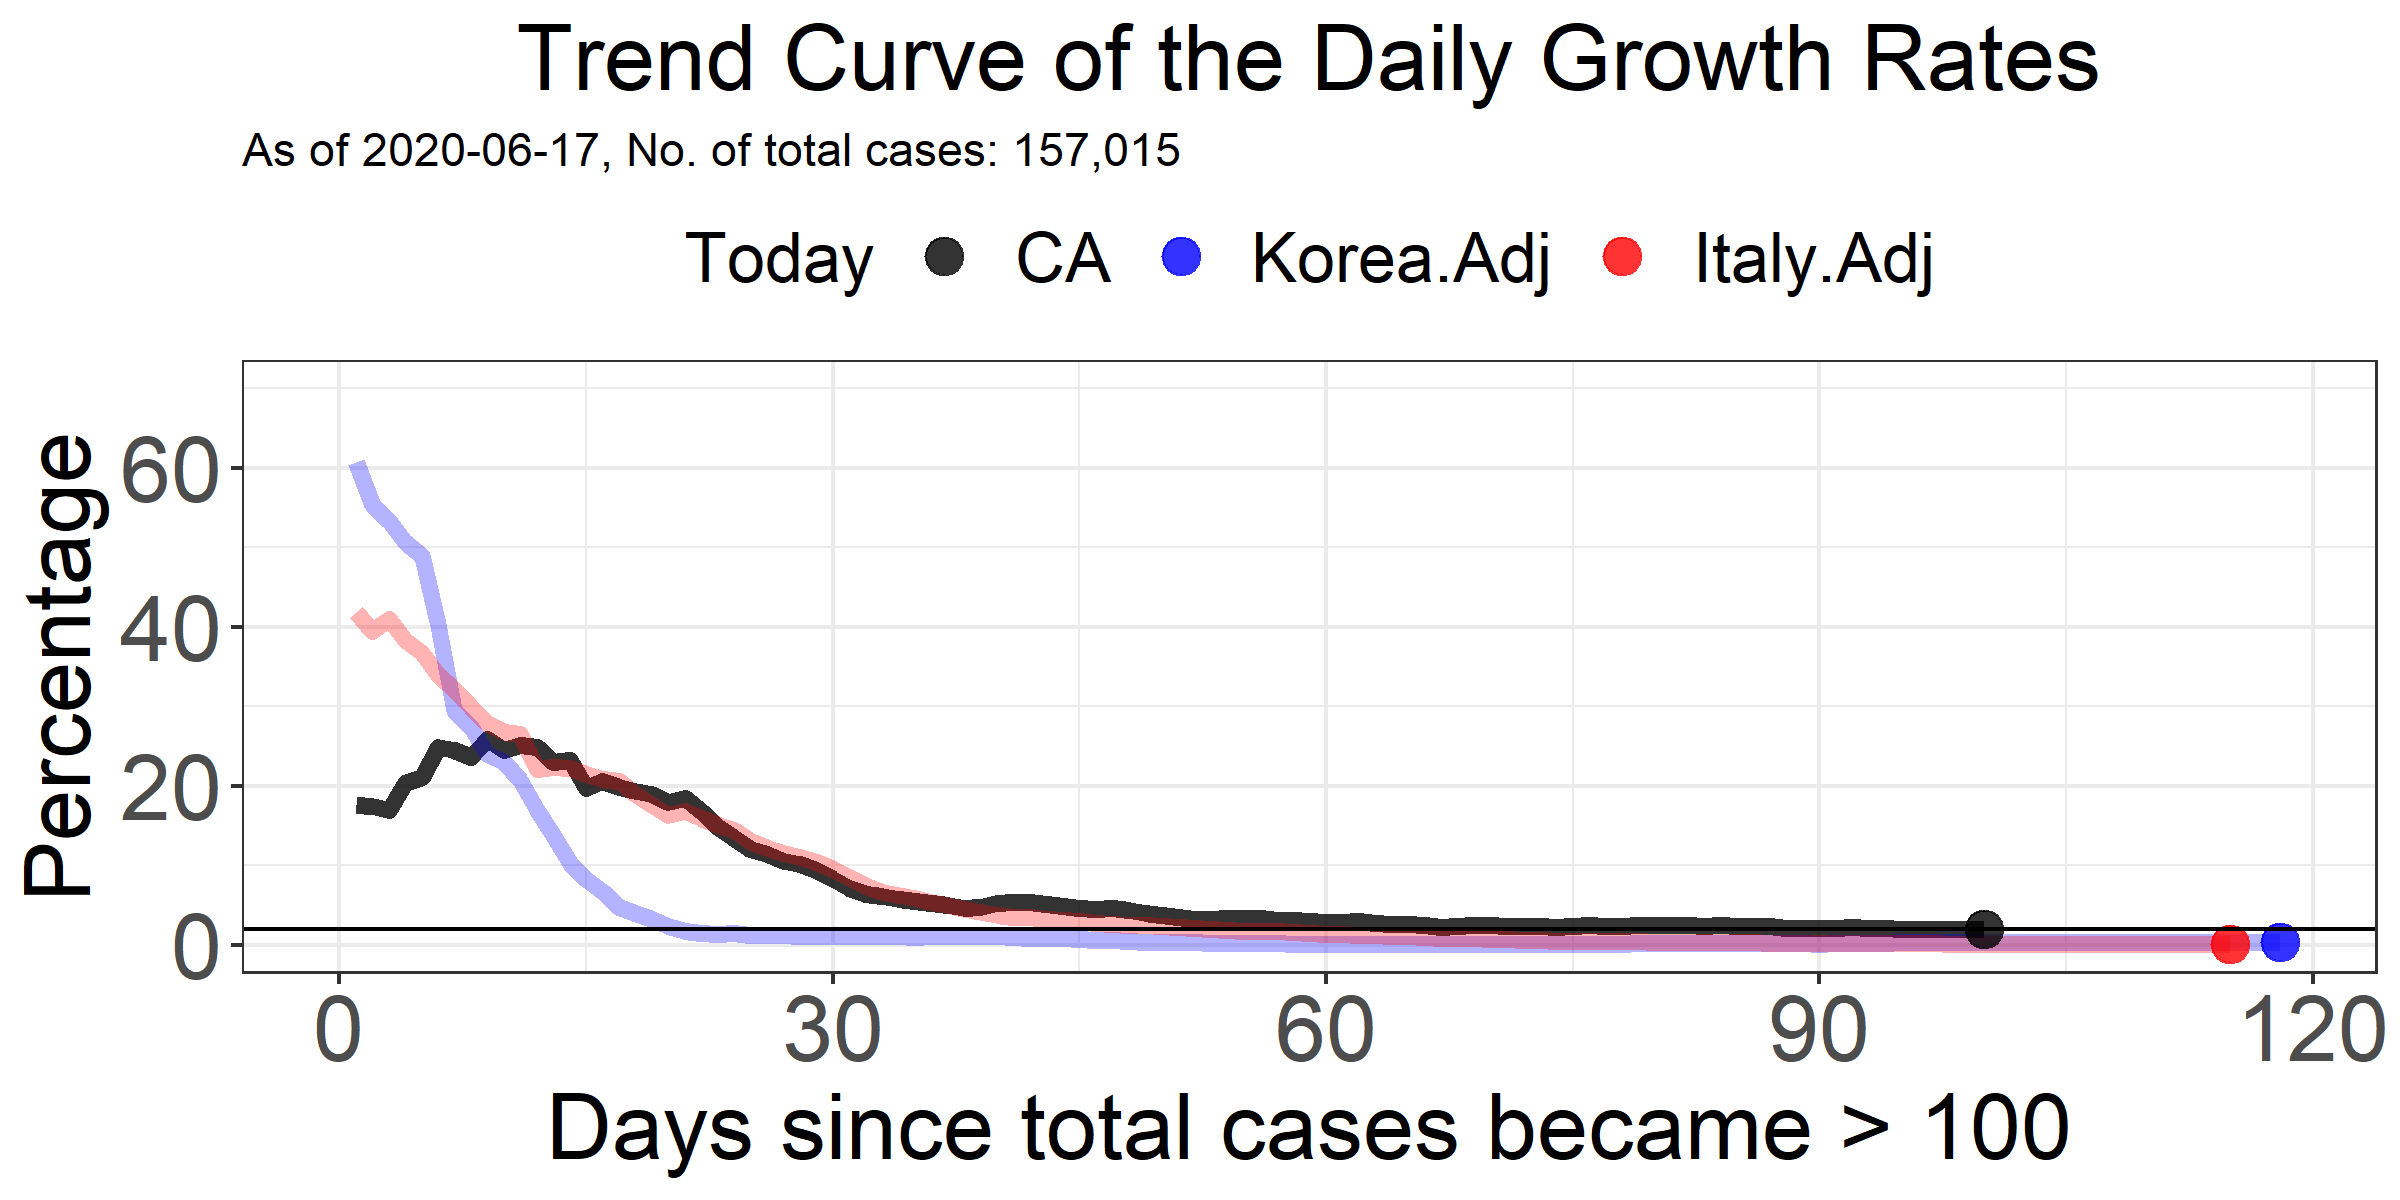 Trend Curve of the Daily Growth Rates
As of 2020-06-17, No. of total cases: 157,015
Today CA Korea.Adj Italy.Adj
Percentage
60
40
20
0
0 30 60 90 120
Days since total cases became > 100